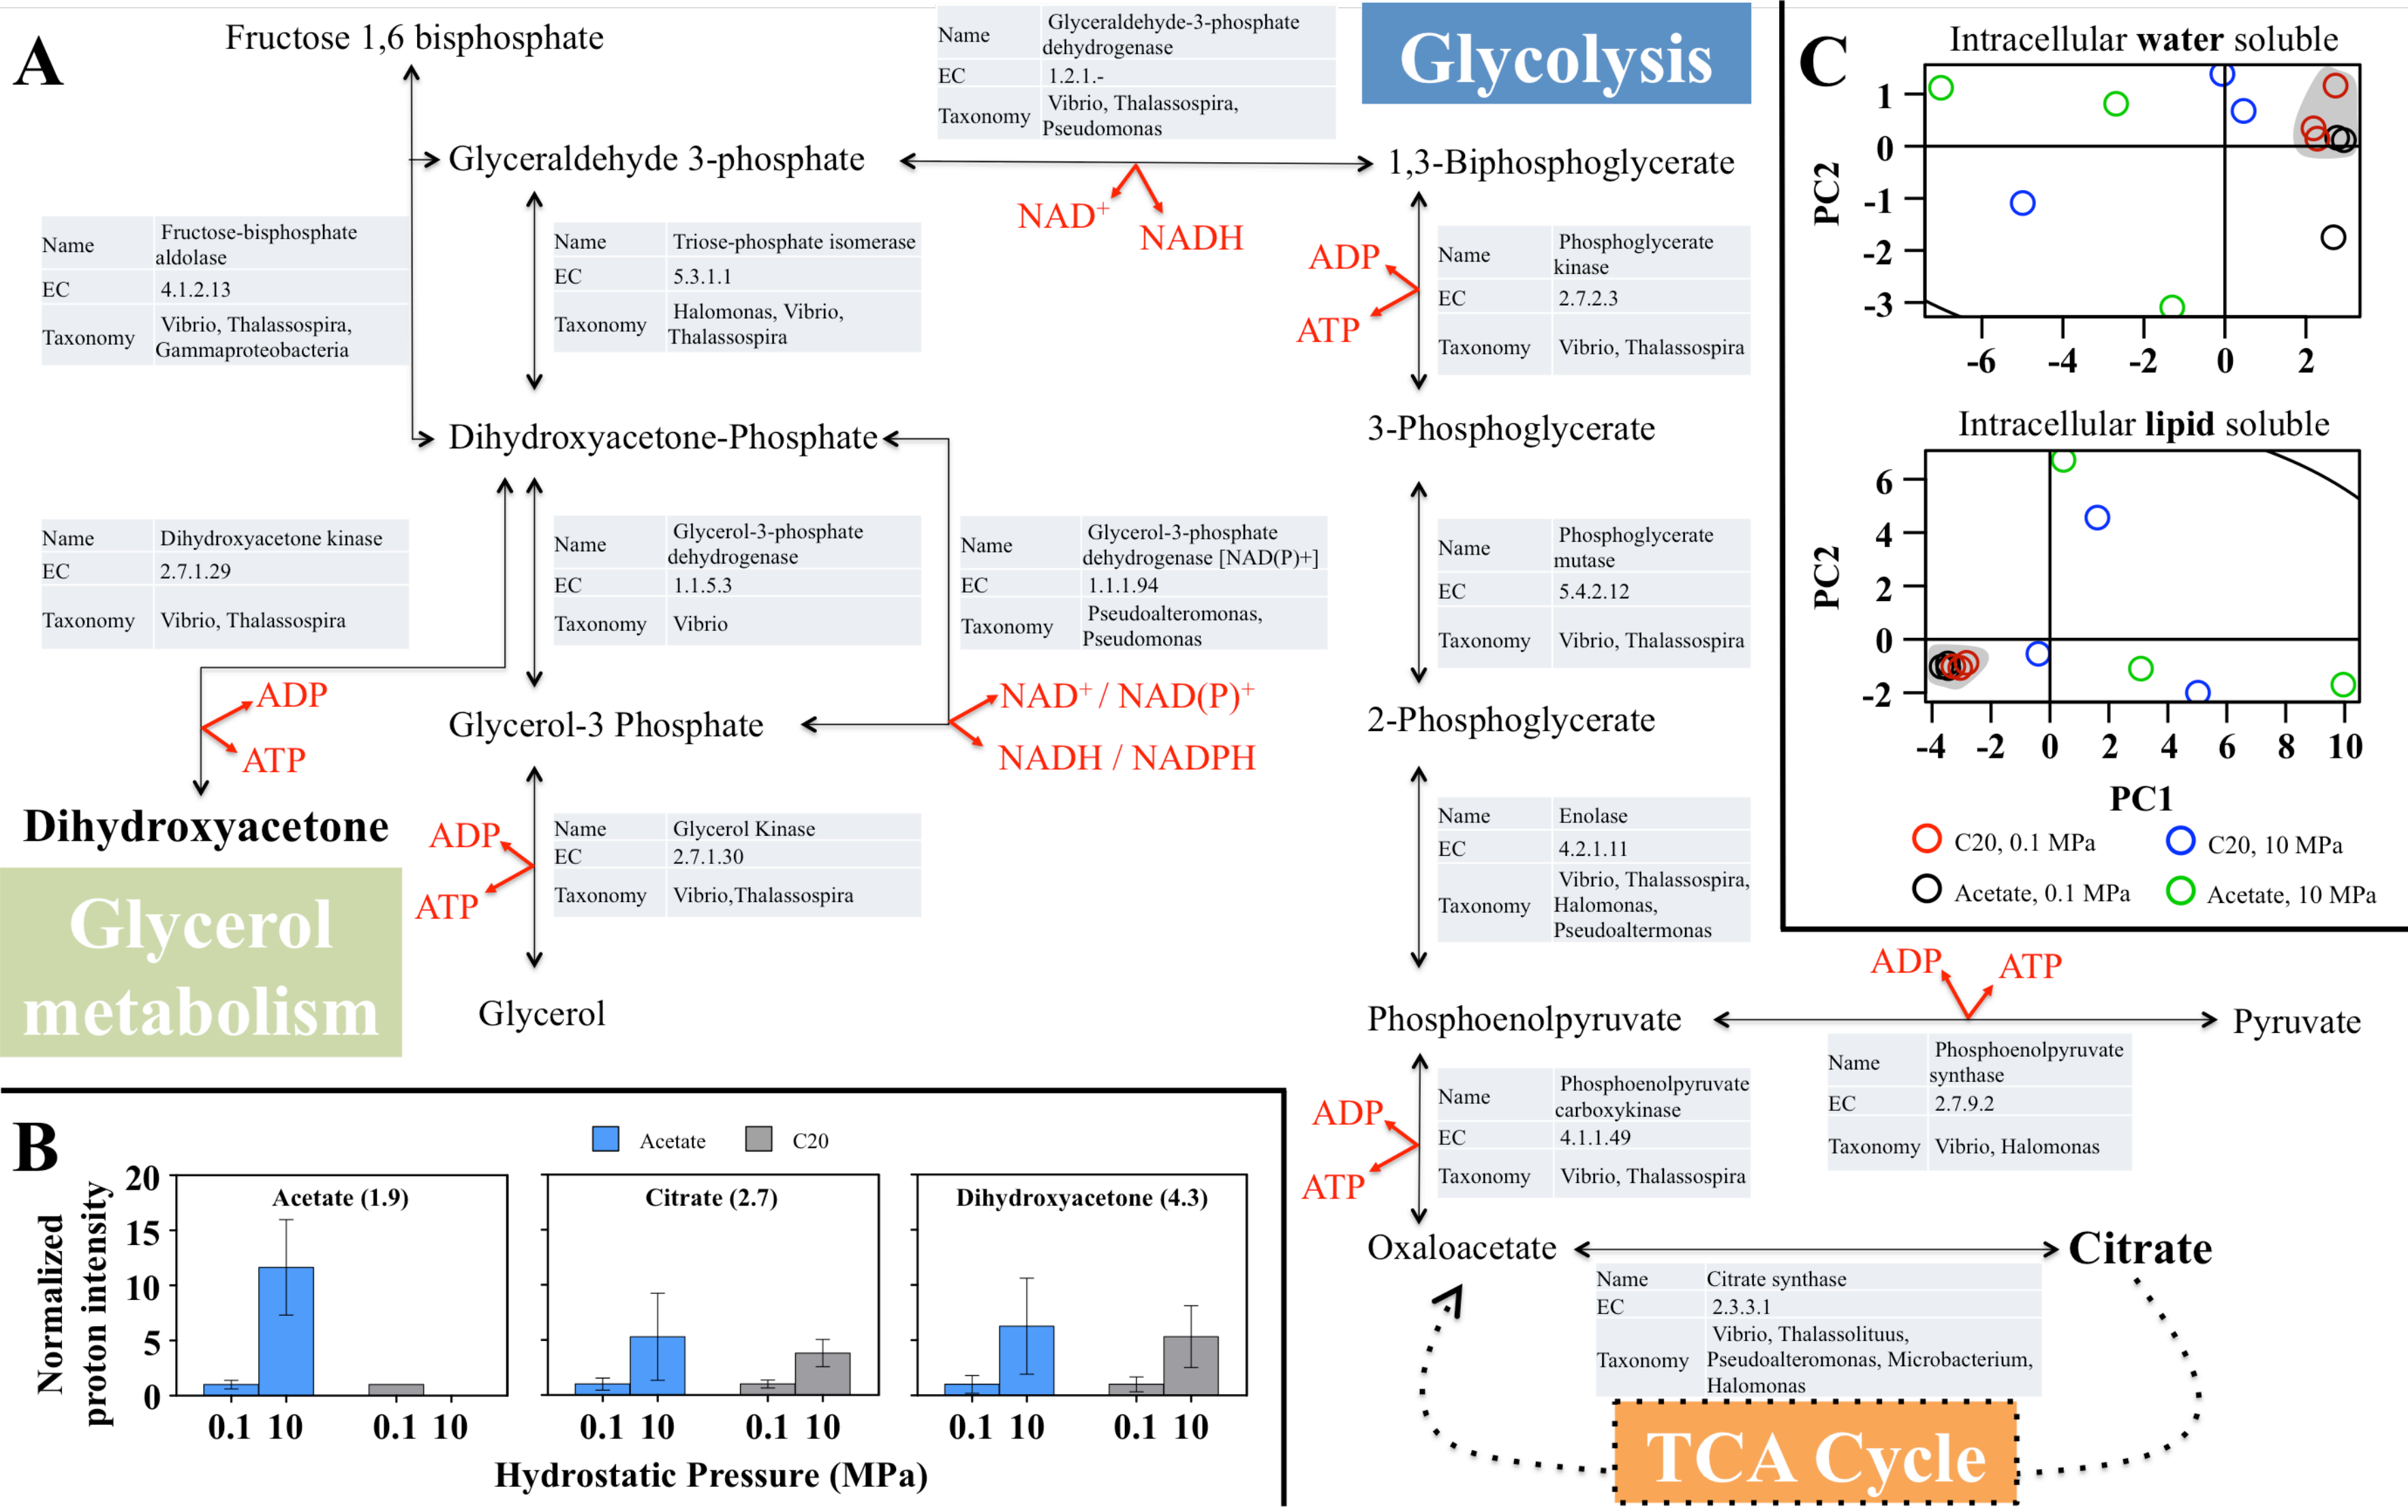 A
Fructose 1,6 bisphosphate
Name Glyceraldehyde-3-phosphate
dehydrogenase
EC 1.2.1.-
Taxonomy Vibrio, Thalassospira,
Pseudomonas
Glycolysis
Glyceraldehyde 3-phosphate
1,3-Biphosphoglycerate
NAD+
NADH
Name Fructose-bisphosphate
aldolase
EC 4.1.2.13
Taxonomy Vibrio, Thalassospira,
Gammaproteobacteria
Name Triose-phosphate isomerase
EC 5.3.1.1
Taxonomy Halomonas, Vibrio,
Thalassospira
ADP
ATP
Name Phosphoglycerate
kinase
EC 2.7.2.3
Taxonomy Vibrio, Thalassospira
Dihydroxyacetone-Phosphate
3-Phosphoglycerate
Name Dihydroxyacetone kinase
EC 2.7.1.29
Taxonomy Vibrio, Thalassospira
Name Glycerol-3-phosphate
dehydrogenase
EC 1.1.5.3
Taxonomy Vibrio
Name Glycerol-3-phosphate
dehydrogenase [NAD(P)+]
EC 1.1.1.94
Taxonomy Pseudoalteromonas,
Pseudomonas
Name Phosphoglycerate
mutase
EC 5.4.2.12
Taxonomy Vibrio, Thalassospira
ADP
ATP
Glycerol-3 Phosphate
NAD+ / NAD(P)+
NADH / NADPH
2-Phosphoglycerate
Dihydroxyacetone
ADP
ATP
Name Glycerol Kinase
EC 2.7.1.30
Taxonomy Vibrio,Thalassospira
Name Enolase
EC 4.2.1.11
Taxonomy Vibrio, Thalassospira,
Halomonas,
Pseudoaltermonas
Glycerol
metabolism
Glycerol
Phosphoenolpyruvate
ADP ATP
Pyruvate
Name Phosphoenolpyruvate
synthase
EC 2.7.9.2
Taxonomy Vibrio, Halomonas
ADP
ATP
Name Phosphoenolpyruvate
carboxykinase
EC 4.1.1.49
Taxonomy Vibrio, Thalassospira
Oxaloacetate
Citrate
Name Citrate synthase
EC 2.3.3.1
Taxonomy Vibrio, Thalassolituus,
Pseudoalteromonas, Microbacterium,
Halomonas
TCA Cycle
B
Acetate C20
Normalized
proton intensity
20
15
10
5
0
Acetate (1.9)
Citrate (2.7)
Dihydroxyacetone (4.3)
0.1 10 0.1 10
0.1 10 0.1 10
0.1 10 0.1 10
Hydrostatic Pressure (MPa)
C
Intracellular water soluble
PC2
1
0
-1
-2
-3
-6 -4 -2 0 2
Intracellular lipid soluble
PC2
6
4
2
0
-2
-4 -2 0 2 4 6 8 10
PC1
C20, 0.1 MPa C20, 10 MPa
Acetate, 0.1 MPa Acetate, 10 MPa